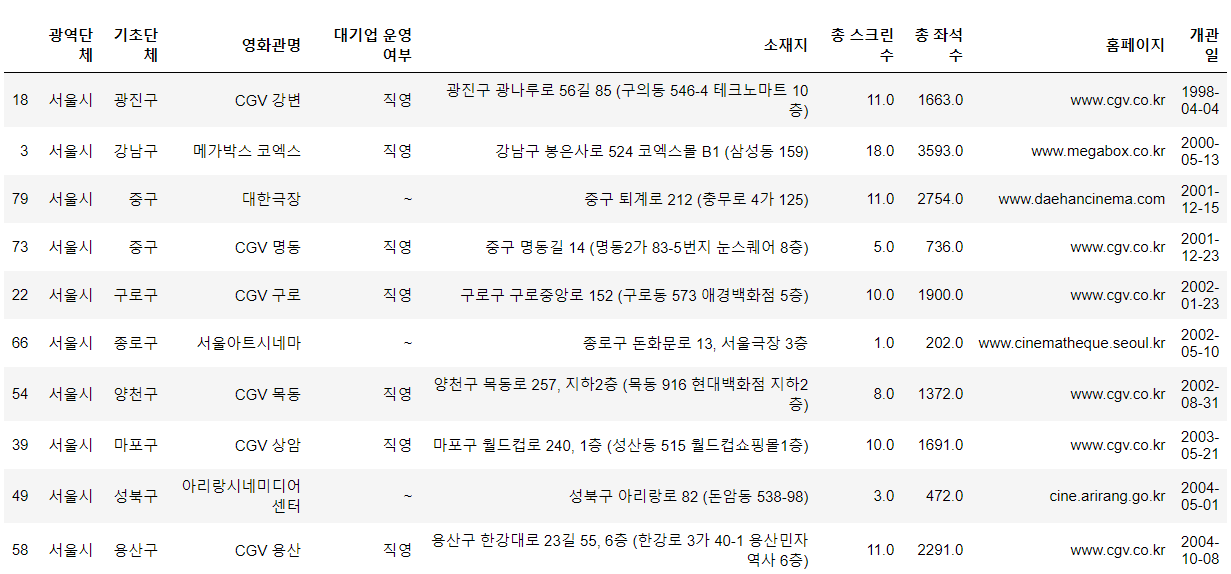 광역단체 기초단체 영화관명 대기업 운영여부 소재지 총 스크린수 총 좌석수 홈페이지 개관일
18 서울시 광진구 CGV 강변 직영 광진구 광나루로 56길 85 (구의동 546-4 테크노마트 10층) 11.0 1663.0 www.cgv.co.kr 1998-04-04
3 서울시 강남구 메가박스 코엑스 직영 강남구 봉은사로 524 코엑스몰 B1 (삼성동 159) 18.0 3593.0 www.megabox.co.kr 2000-05-13
79 서울시 중구 대한극장 ~ 중구 퇴계로 212 (충무로 4가 125) 11.0 2754.0 www.daehancinema.com 2001-12-15
73 서울시 중구 CGV 명동 직영 중구 명동길 14 (명동2가 83-5번지 눈스퀘어 8층) 5.0 736.0 www.cgv.co.kr 2001-12-23
22 서울시 구로구 CGV 구로 직영 구로구 구로중앙로 152 (구로동 573 애경백화점 5층) 10.0 1900.0 www.cgv.co.kr 2002-01-23
66 서울시 종로구 서울아트시네마 ~ 종로구 돈화문로 13, 서울극장 3층 1.0 202.0 www.cinematheque.seoul.kr 2002-05-10
54 서울시 양천구 CGV 목동 직영 양천구 목동로 257, 지하2층 (목동 916 현대백화점 지하2층) 8.0 1372.0 www.cgv.co.kr 2002-08-31
39 서울시 마포구 CGV 상암 직영 마포구 월드컵로 240, 1층 (성산동 515 월드컵쇼핑몰1층) 10.0 1691.0 www.cgv.co.kr 2003-05-21
49 서울시 성북구 아리랑시네미디어센터 ~ 성북구 아리랑로 82 (돈암동 538-98) 3.0 472.0 cine.arirang.go.kr 2004-05-01
58 서울시 용산구 CGV 용산 직영 용산구 한강대로 23길 55, 6층 (한강로 3가 40-1 용산민자역사 6층) 11.0 2291.0 www.cgv.co.kr 2004-10-08